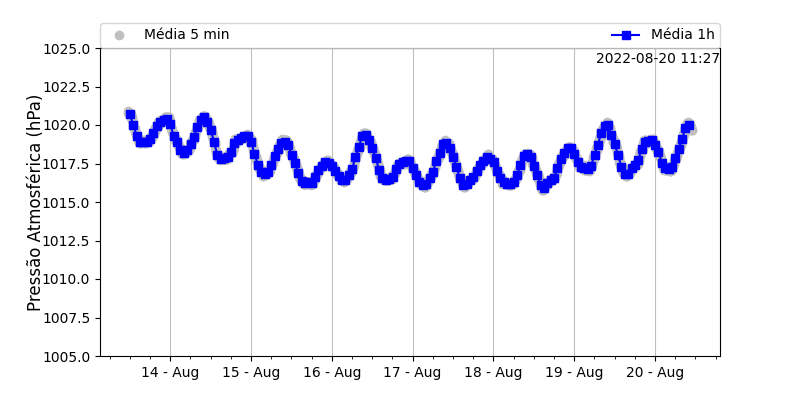 Média 5 min
Média 1h
2022-08-20 11:27
Pressão Atmosférica (hPa)
1025.0
1022.5
1020.0
1017.5
1015.0
1012.5
1010.0
1007.5
1005.0
14 - Aug
15 - Aug
16 - Aug
17 - Aug
18 - Aug
19 - Aug
20 - Aug